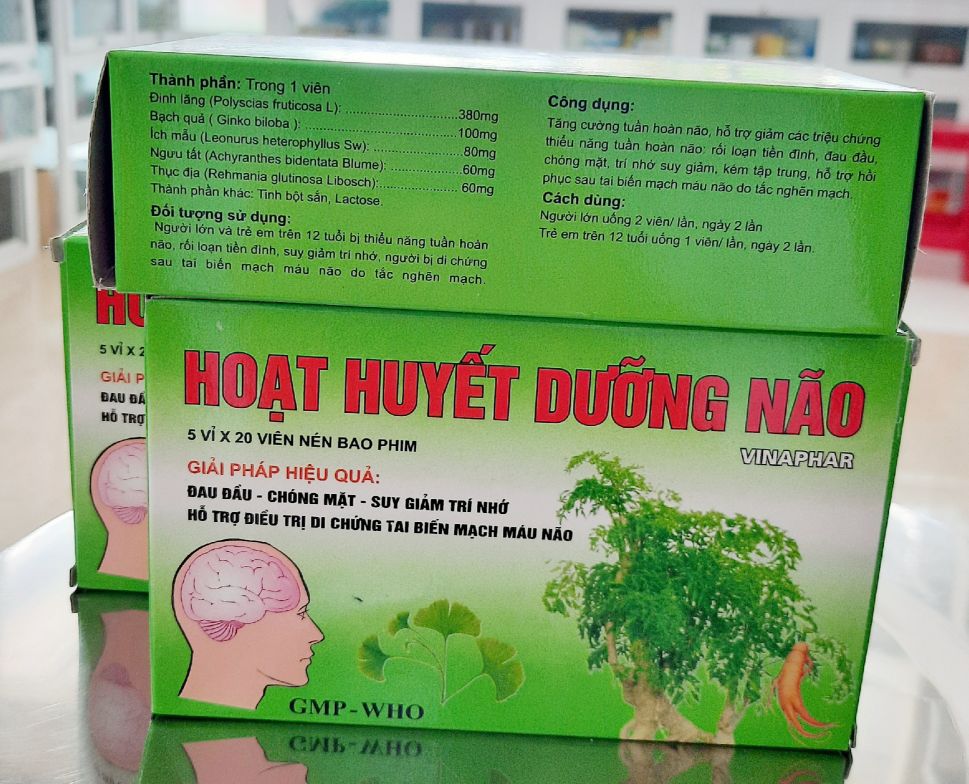 Thành phần: Trong 1 viên
Đinh lăng (Polyscias fruticosa L): ..........................380mg
Bạch quả ( Ginko biloba ): ......................................100mg
Ích mẫu (Leonurus heterophyllus Sw): ....................80mg
Ngưu tất (Achyranthes bidentata Blume): ................60mg
Thục địa (Rehmania glutinosa Libosch):................. 60mg
Thành phần khác: Tinh bột sắn, Lactose.
Đối tượng sử dụng:
Người lớn và trẻ em trên 12 tuổi bị thiểu năng tuần hoàn
não, rối loạn tiền đình, suy giảm trí nhớ, người bị di chứng
sau tai biến mạch máu não do tắc nghẽn mạch.
Công dụng:
Tăng cường tuần hoàn não, hỗ trợ giảm các triệu chứng
thiểu năng tuần hoàn não: rối loạn tiền đình, đau đầu,
chóng mặt, trí nhớ suy giảm, kém tập trung, hỗ trợ hồi
phục sau tai biến mạch máu não do tắc nghẽn mạch.
Cách dùng:
Người lớn uống 2 viên/ lần, ngày 2 lần
Trẻ em trên 12 tuổi uống 1 viên/ lần, ngày 2 lần.
HU
5 VỈ X 2
GIẢI P
ĐAU ĐẦ
HỖ TRỢ
HOẠT HUYẾT DƯỠNG NÃO
VINAPHAR
5 VỈ X 20 VIÊN NÉN BAO PHIM
GIẢI PHÁP HIỆU QUẢ:
ĐAU ĐẦU - CHÓNG MẶT - SUY GIẢM TRÍ NHỚ
HỖ TRỢ ĐIỀU TRỊ DI CHỨNG TAI BIẾN MẠCH MÁU NÃO
GMP-WHO